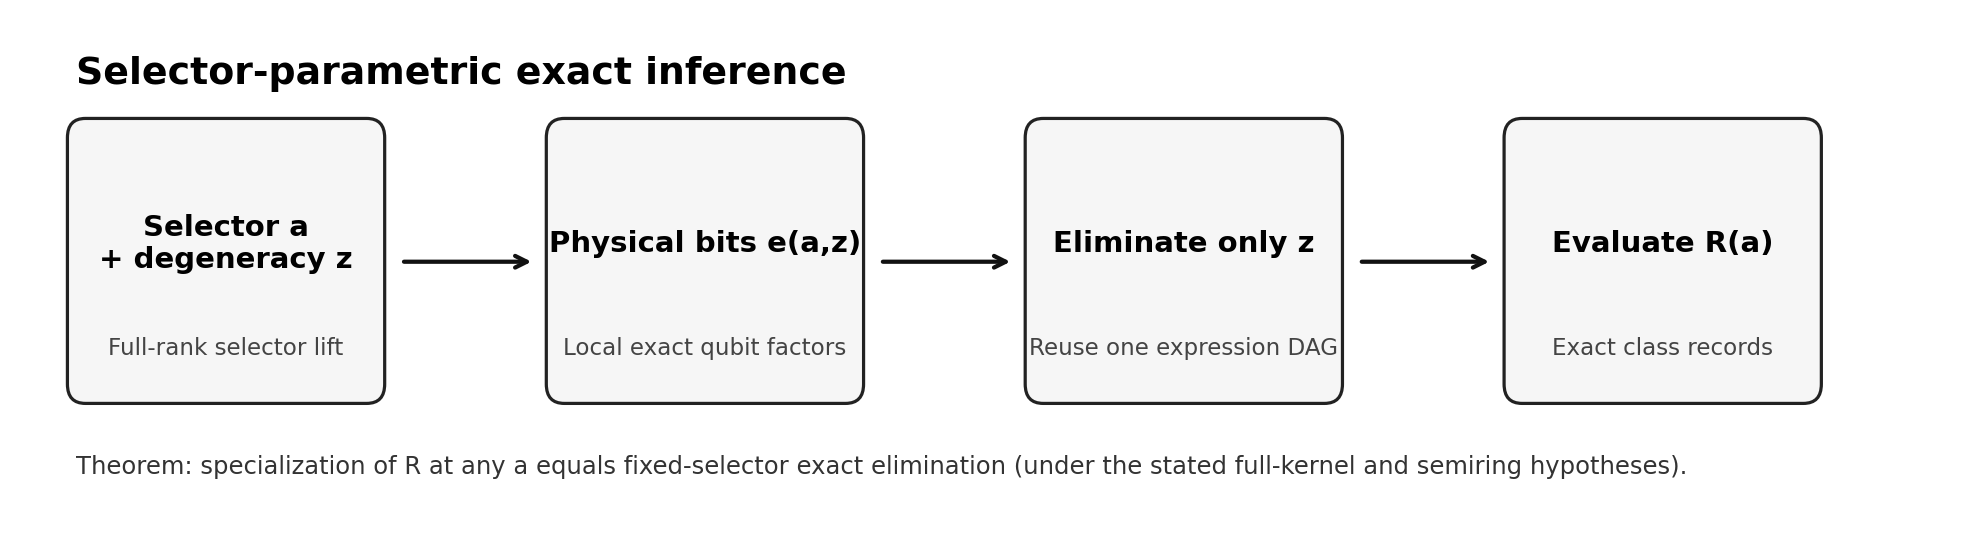 Selector-parametric exact inference
Selector a
+ degeneracy z
Full-rank selector lift
Physical bits e(a,z)
Local exact qubit factors
Eliminate only z
Reuse one expression DAG
Evaluate R(a)
Exact class records
Theorem: specialization of R at any a equals fixed-selector exact elimination (under the stated full-kernel and semiring hypotheses).